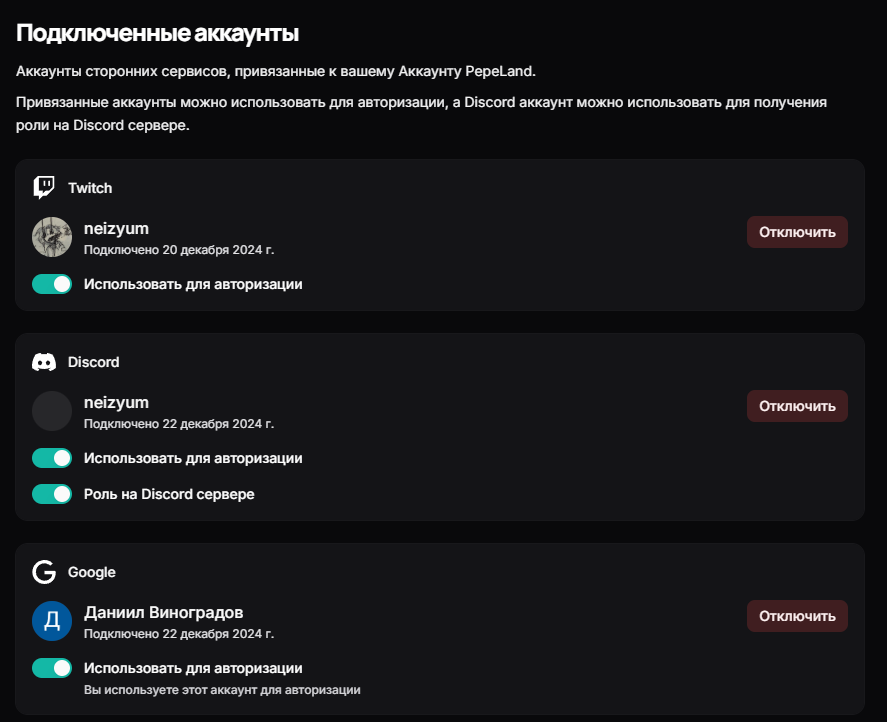 Подключенные аккаунты
Аккаунты сторонних сервисов, привязанные к вашему Аккаунту PepeLand.
Привязанные аккаунты можно использовать для авторизации, а Discord аккаунт можно использовать для получения
роли на Discord сервере.
Twitch
neizyum
Подключено 20 декабря 2024 г.
Отключить
Использовать для авторизации
Discord
neizyum
Подключено 22 декабря 2024 г.
Отключить
Использовать для авторизации
Роль на Discord сервере
Google
Д
Даниил Виноградов
Подключено 22 декабря 2024 г.
Отключить
Использовать для авторизации
Вы используете этот аккаунт для авторизации